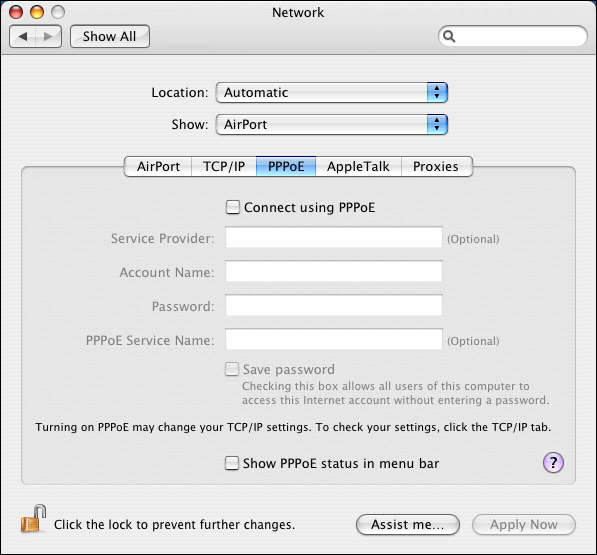 Network
Show All
Location: Automatic
Show: AirPort
AirPort TCP/IP PPPoE AppleTalk Proxies
Connect using PPPoE
Service Provider: (Optional)
Account Name:
Password:
PPPoE Service Name: (Optional)
Save password
Checking this box allows all users of this computer to
access this Internet account without entering a password.
Turning on PPPoE may change your TCP/IP settings. To check your settings, click the TCP/IP tab.
Show PPPoE status in menu bar ?
Click the lock to prevent further changes. Assist me... Apply Now